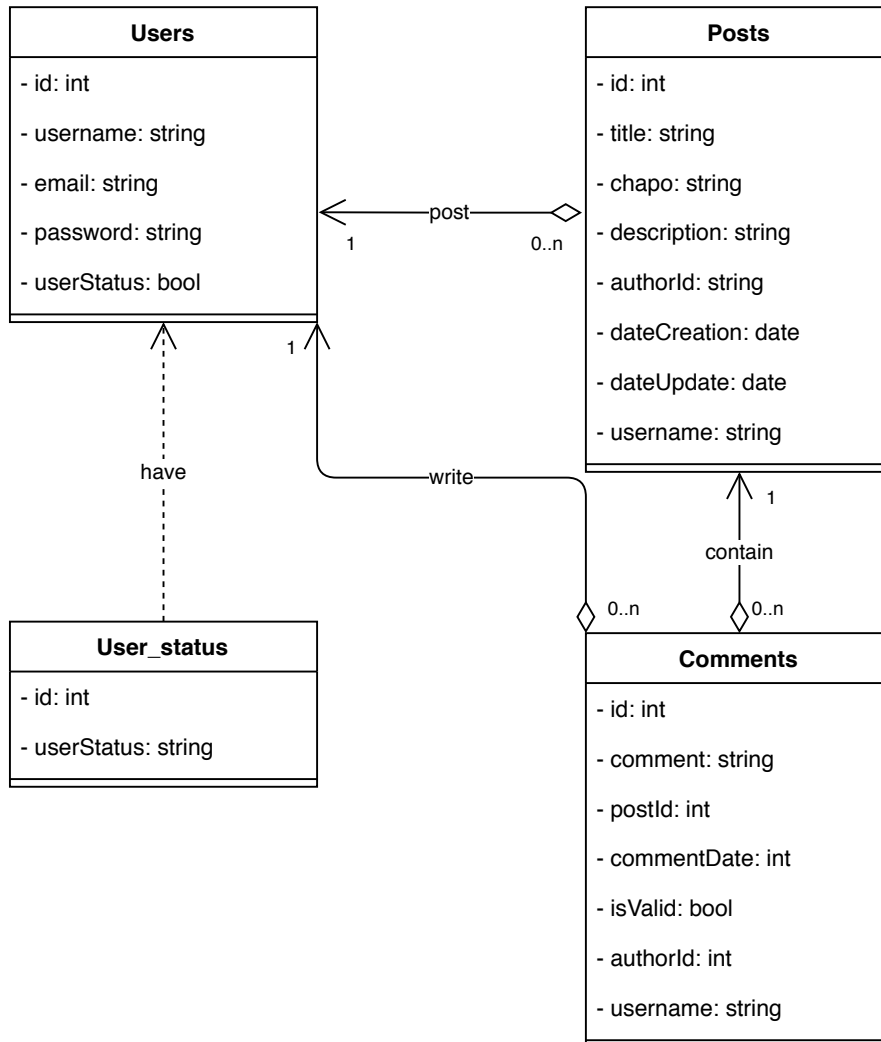 Users
- id: int
- username: string
- email: string
- password: string
- userStatus: bool
Posts
- id: int
- title: string
- chapo: string
- description: string
- authorId: string
- dateCreation: date
- dateUpdate: date
- username: string
post
1
0..n
1
have
write
1
contain
0..n
0..n
User_status
- id: int
- userStatus: string
Comments
- id: int
- comment: string
- postId: int
- commentDate: int
- isValid: bool
- authorId: int
- username: string